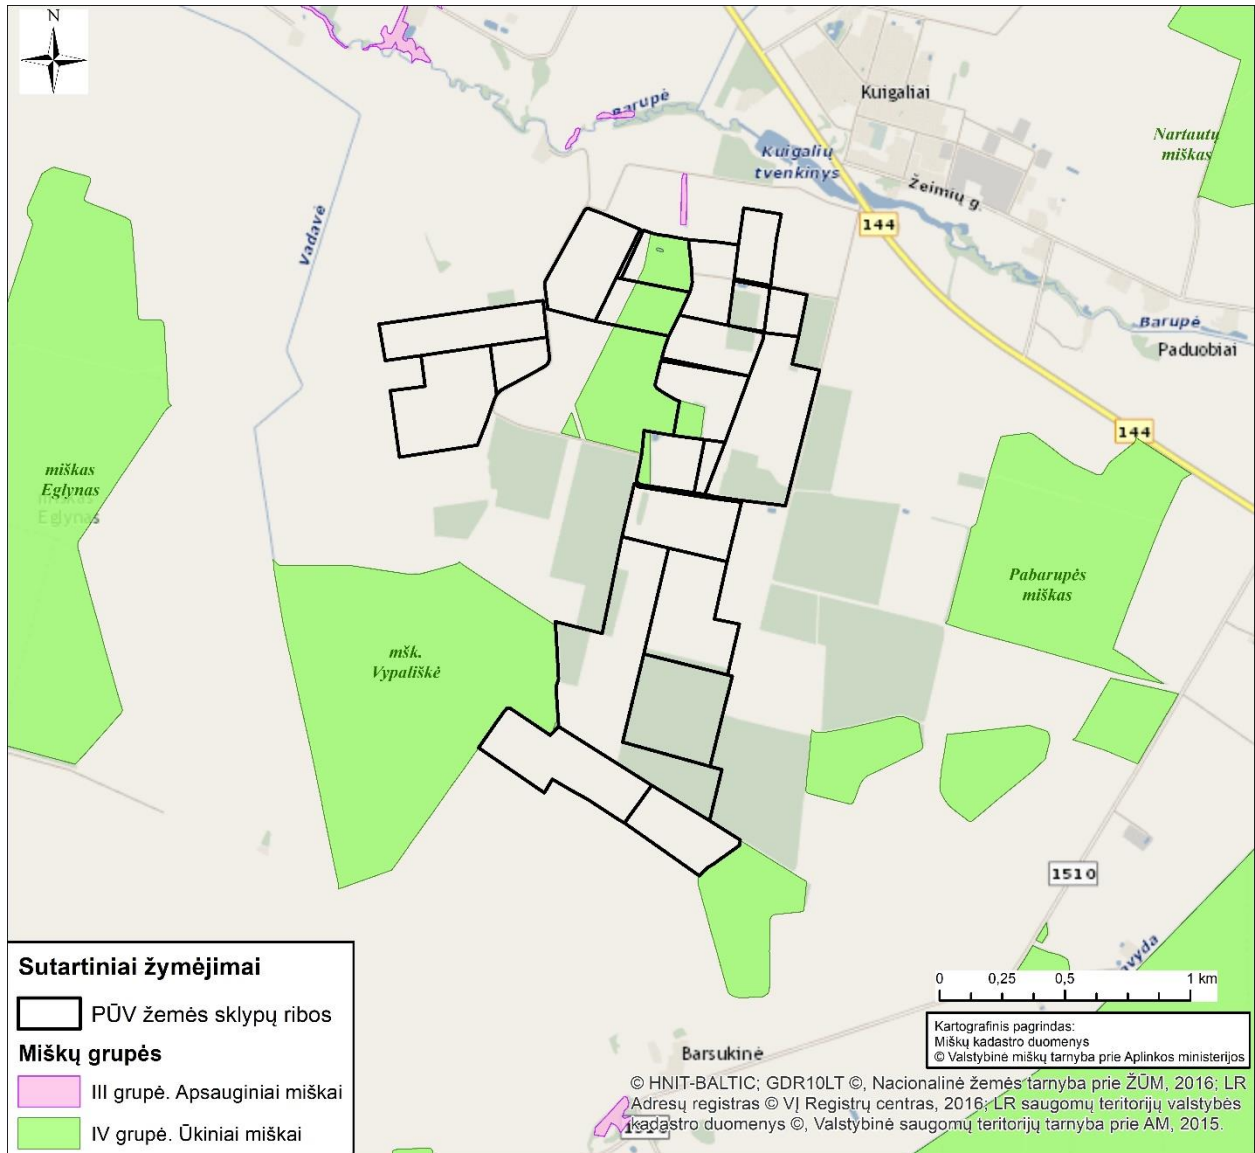 N
Kuigaliai
Barupė
Nartautų
miškas
Kuigalių
tvenkinys
Žeimių g.
Vadavė
144
Barupė
Paduobiai
144
miškas
Eglynas
miškas
Eglynas
Pabarupės
miškas
mšk.
Vypališkė
1510
Sutartiniai žymėjimai
PŪV žemės sklypų ribos
Miškų grupės
III grupė. Apsauginiai miškai
IV grupė. Ūkiniai miškai
0 0,25 0,5 1 km
Kartografinis pagrindas:
Miškų kadastro duomenys
© Valstybinė miškų tarnyba prie Aplinkos ministerijos
Barsukinė
© HNIT-BALTIC; GDR10LT ©, Nacionalinė žemės tarnyba prie ŽŪM, 2016; LR
Adresų registras © VĮ Registrų centras, 2016; LR saugomų teritorijų valstybės
kadastro duomenys ©, Valstybinė saugomų teritorijų tarnyba prie AM, 2015.